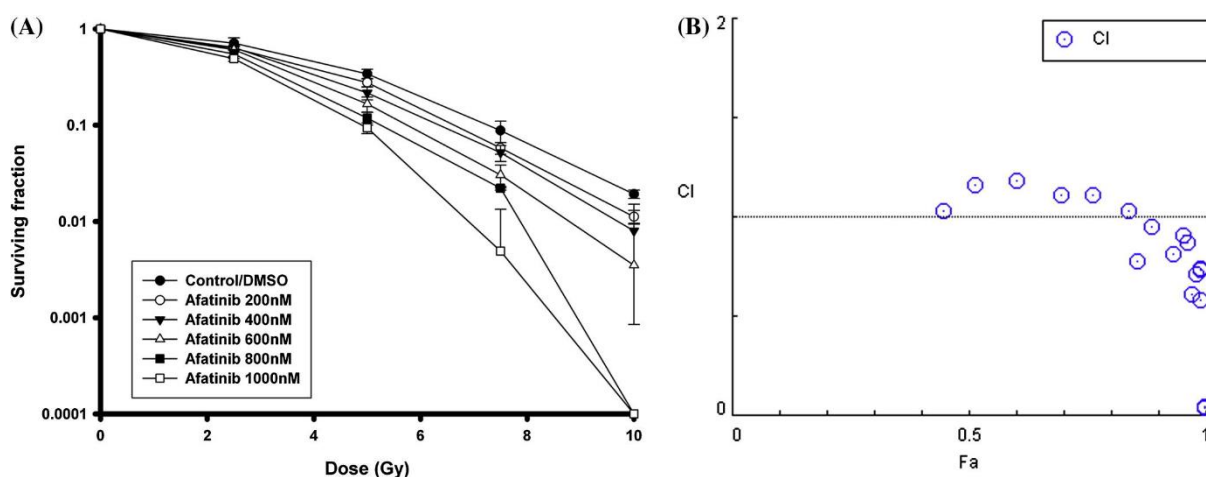 (A)
1
0.1
0.01
0.001
0.0001
Surviving fraction
Control/DMSO
Afatinib 200nM
Afatinib 400nM
Afatinib 600nM
Afatinib 800nM
Afatinib 1000nM
0 2 4 6 8 10
Dose (Gy)
(B)
2
CI
CI
0
0 0.5 1
Fa